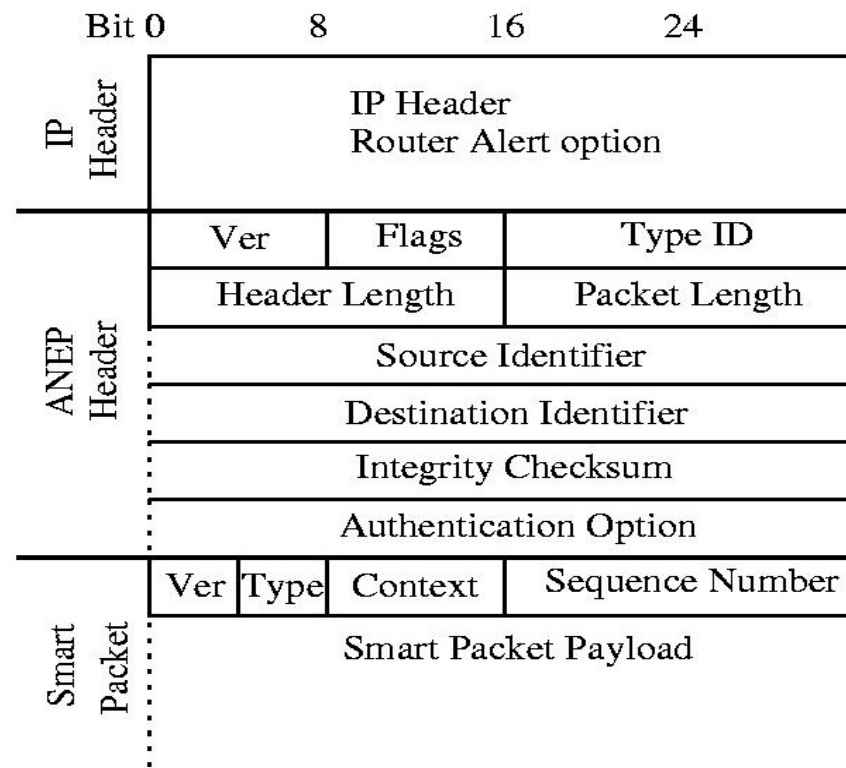 Bit 0 8 16 24
IP
Header
IP Header
Router Alert option
ANEP
Header
Ver Flags Type ID
Header Length Packet Length
Source Identifier
Destination Identifier
Integrity Checksum
Authentication Option
Smart
Packet
Ver Type Context Sequence Number
Smart Packet Payload